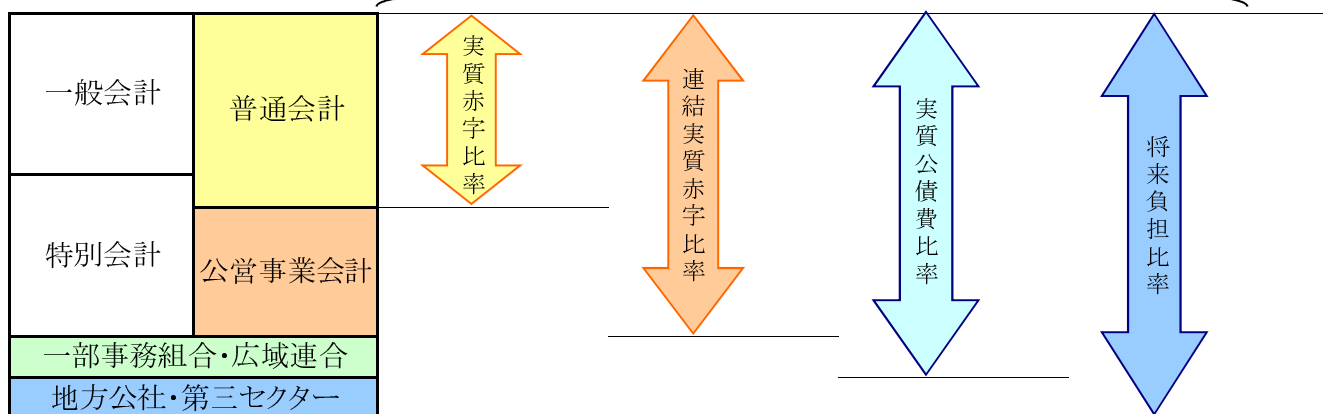 一般会計
普通会計
特別会計
公営事業会計
一部事務組合・広域連合
地方公社・第三セクター
実質赤字比率
連結実質赤字比率
実質公債費比率
将来負担比率